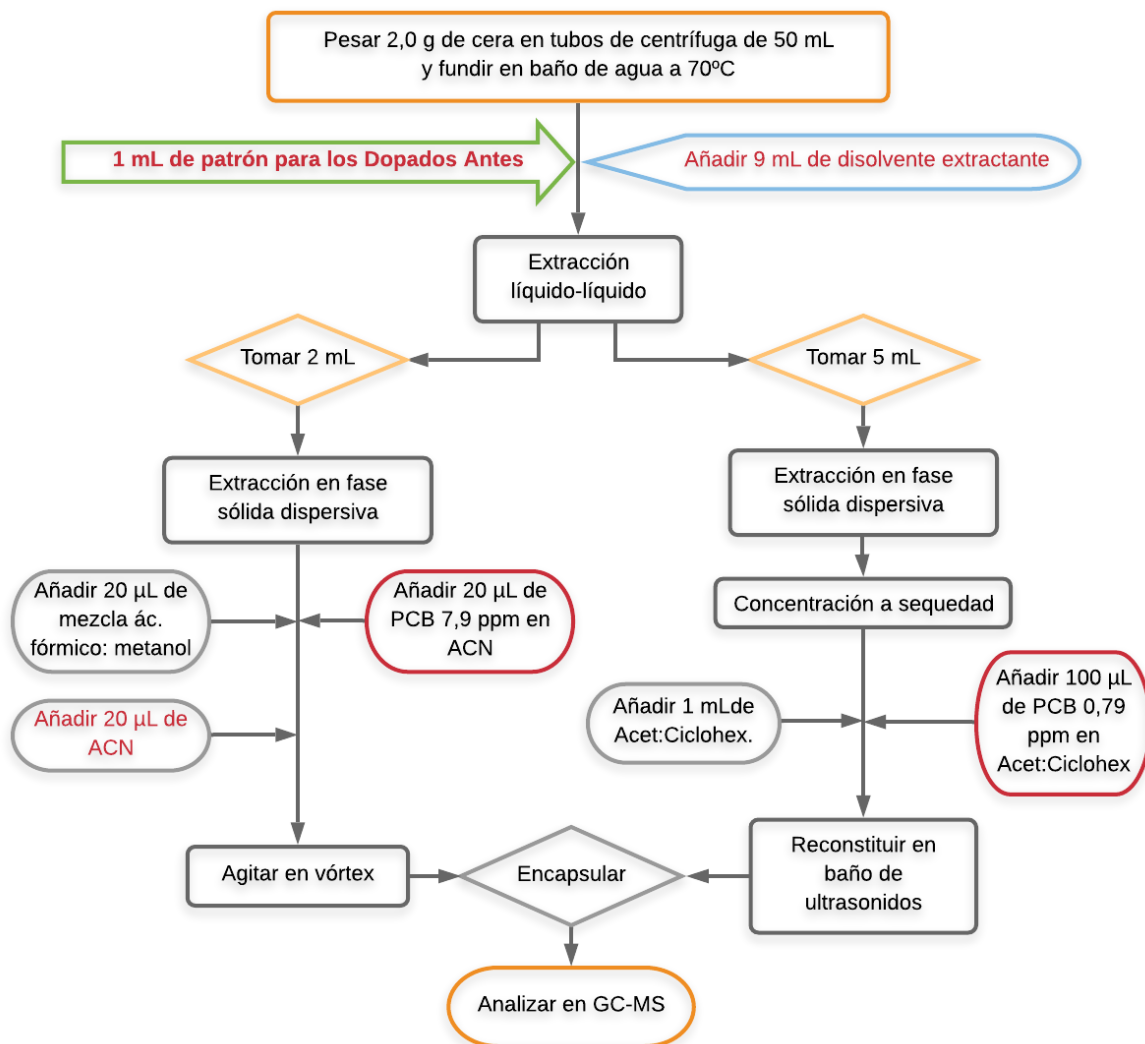 Pesar 2,0 g de cera en tubos de centrífuga de 50 mL
y fundir en baño de agua a 70ºC
1 mL de patrón para los Dopados Antes
Añadir 9 mL de disolvente extractante
Extracción
líquido-líquido
Tomar 2 mL
Tomar 5 mL
Extracción en fase
sólida dispersiva
Extracción en fase
sólida dispersiva
Añadir 20 µL de
mezcla ác.
fórmico: metanol
Añadir 20 µL de
PCB 7,9 ppm en
ACN
Concentración a sequedad
Añadir 20 µL de
ACN
Añadir 1 mLde
Acet:Ciclohex.
Añadir 100 µL
de PCB 0,79
ppm en
Acet:Ciclohex
Agitar en vórtex
Encapsular
Reconstituir en
baño de
ultrasonidos
Analizar en GC-MS